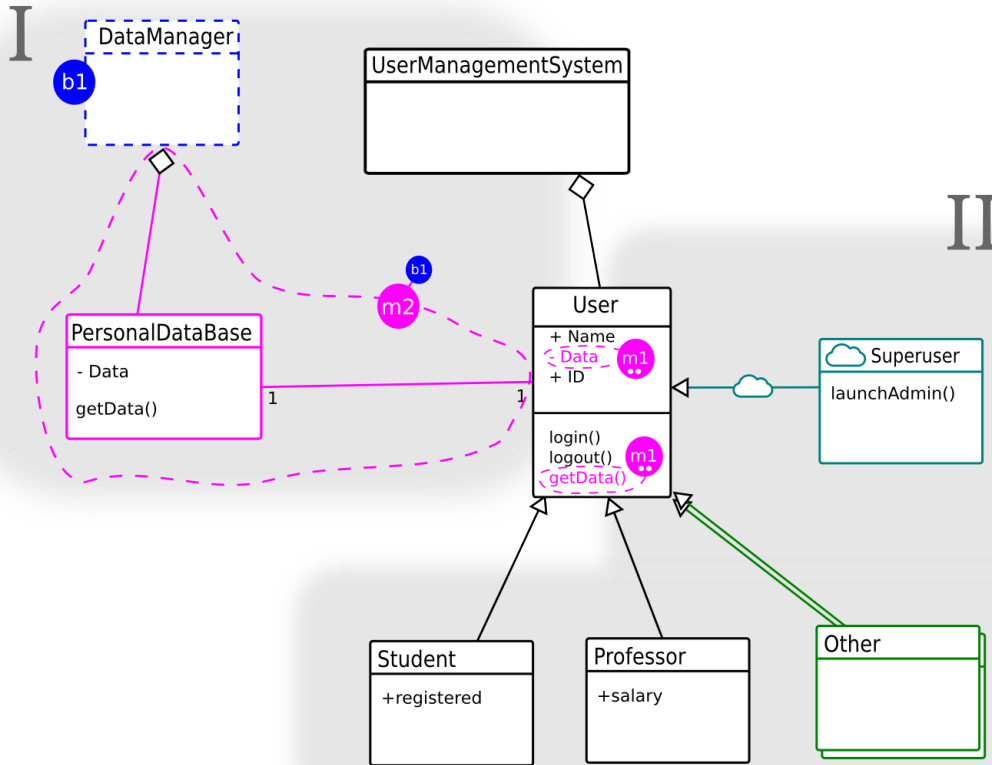 I
DataManager
b1
UserManagementSystem
II
b1
m2
User
+ Name
- Data
m1
+ ID
PersonalDataBase
- Data
getData()
1
1
Superuser
launchAdmin()
login()
logout()
m1
getData()
Student
+registered
Professor
+salary
Other